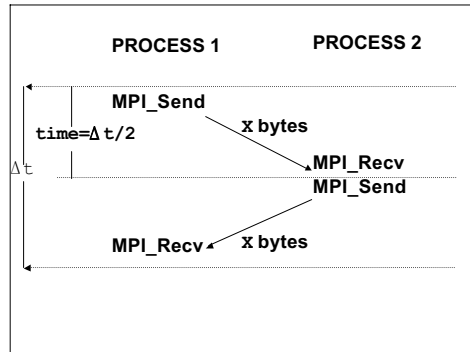 PROCESS 1
PROCESS 2
MPI_Send
time=Δt/2
X bytes
Δt
MPI_Recv
MPI_Send
MPI_Recv
X bytes